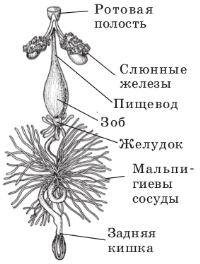 Ротовая
полость
Слюнные
железы
Пищевод
Зоб
Желудок
Мальпи-
гиевы
сосуды
Задняя
кишка